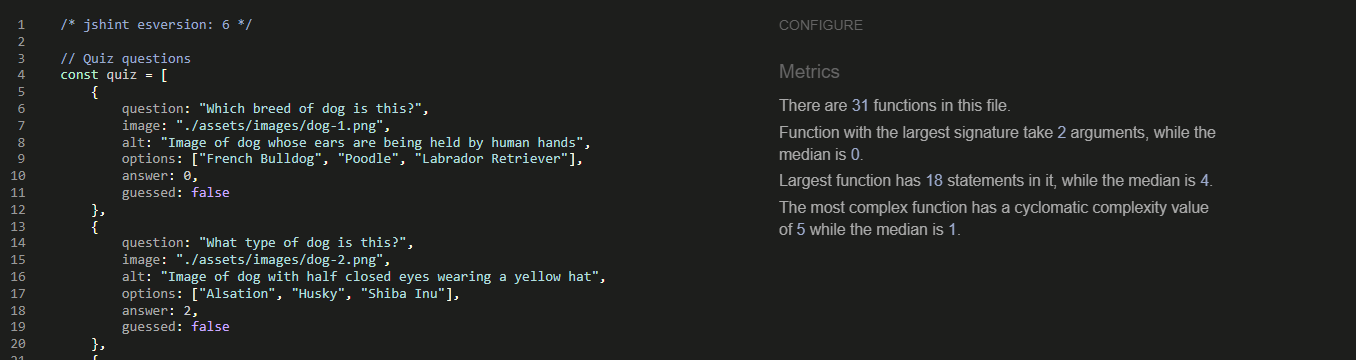 1 /* jshint esversion: 6 */
2
3 // Quiz questions
4 const quiz = [
5 {
6 question: "Which breed of dog is this?",
7 image: "./assets/images/dog-1.png",
8 alt: "Image of dog whose ears are being held by human hands",
9 options: ["French Bulldog", "Poodle", "Labrador Retriever"],
10 answer: 0,
11 guessed: false
12 },
13 {
14 question: "What type of dog is this?",
15 image: "./assets/images/dog-2.png",
16 alt: "Image of dog with half closed eyes wearing a yellow hat",
17 options: ["Alsation", "Husky", "Shiba Inu"],
18 answer: 2,
19 guessed: false
20 },
21 {
CONFIGURE
Metrics
There are 31 functions in this file.
Function with the largest signature take 2 arguments, while the
median is 0.
Largest function has 18 statements in it, while the median is 4.
The most complex function has a cyclomatic complexity value
of 5 while the median is 1.